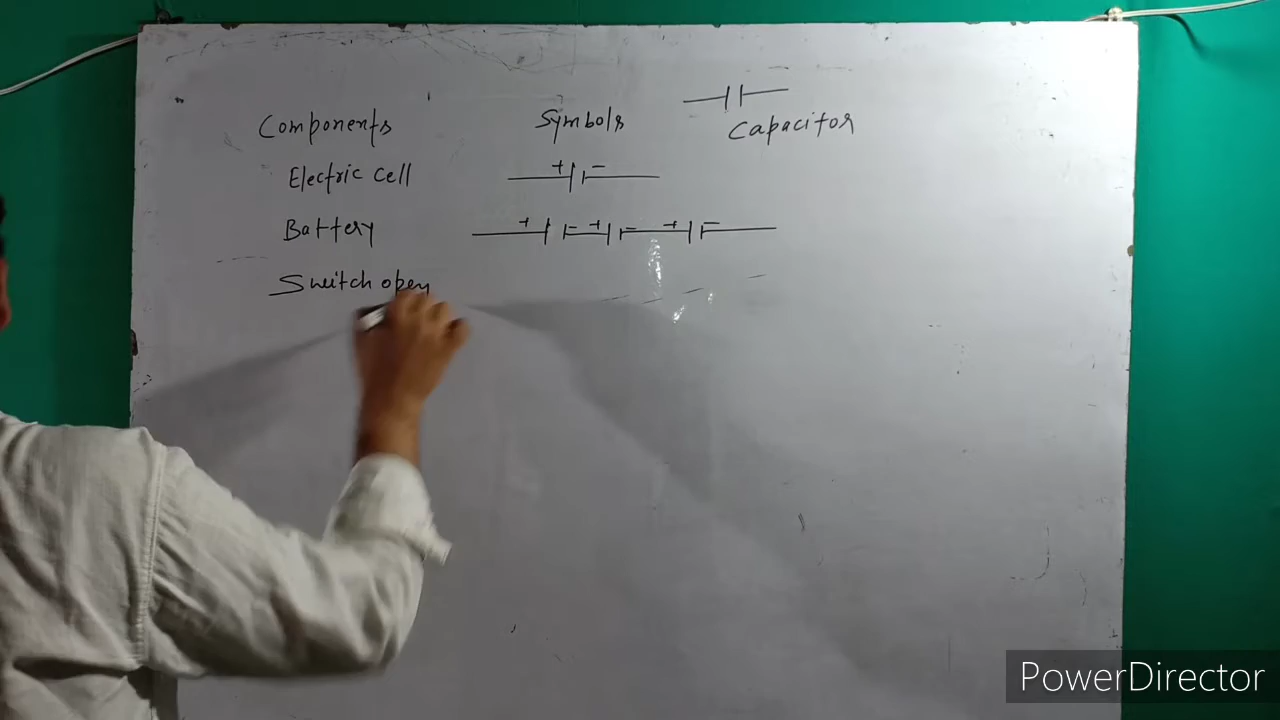 Components Symbols Capacitor
Electric Cell + -
Battery + - + - + -
Switch open
PowerDirector